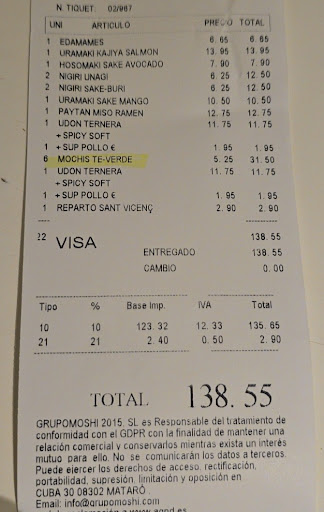 N. TIQUET: 02/987
UNI ARTICULO PRECIO TOTAL
1 EDAMAMES 6.65 6.65
1 URAMAKI KAJIYA SALMON 13.95 13.95
1 HOSOMAKI SAKE AVOCADO 7.90 7.90
2 NIGIRI UNAGI 6.25 12.50
2 NIGIRI SAKE-BURI 6.25 12.50
1 URAMAKI SAKE MANGO 10.50 10.50
1 PAYTAN MISO RAMEN 12.75 12.75
1 UDON TERNERA 11.75 11.75
+ SPICY SOFT
1 + SUP POLLO € 1.95 1.95
6 MOCHIS TE-VERDE 5.25 31.50
1 UDON TERNERA 11.75 11.75
+ SPICY SOFT
1 + SUP POLLO € 1.95 1.95
1 REPARTO SANT VICENÇ 2.90 2.90
22 VISA 138.55
ENTREGADO 138.55
CAMBIO 0.00
Tipo % Base Imp. IVA Total
10 10 123.32 12.33 135.65
21 21 2.40 0.50 2.90
TOTAL 138.55
GRUPOMOSHI 2015, SL es Responsable del tratamiento de
conformidad con el GDPR con la finalidad de mantener una
relación comercial y conservarlos mientras exista un interés
mutuo para ello. No se comunicarán los datos a terceros.
Puede ejercer los derechos de acceso, rectificación,
portabilidad, supresión, limitación y oposición en
CUBA 30 08302 MATARÓ.
Email: info@grupomoshi.com